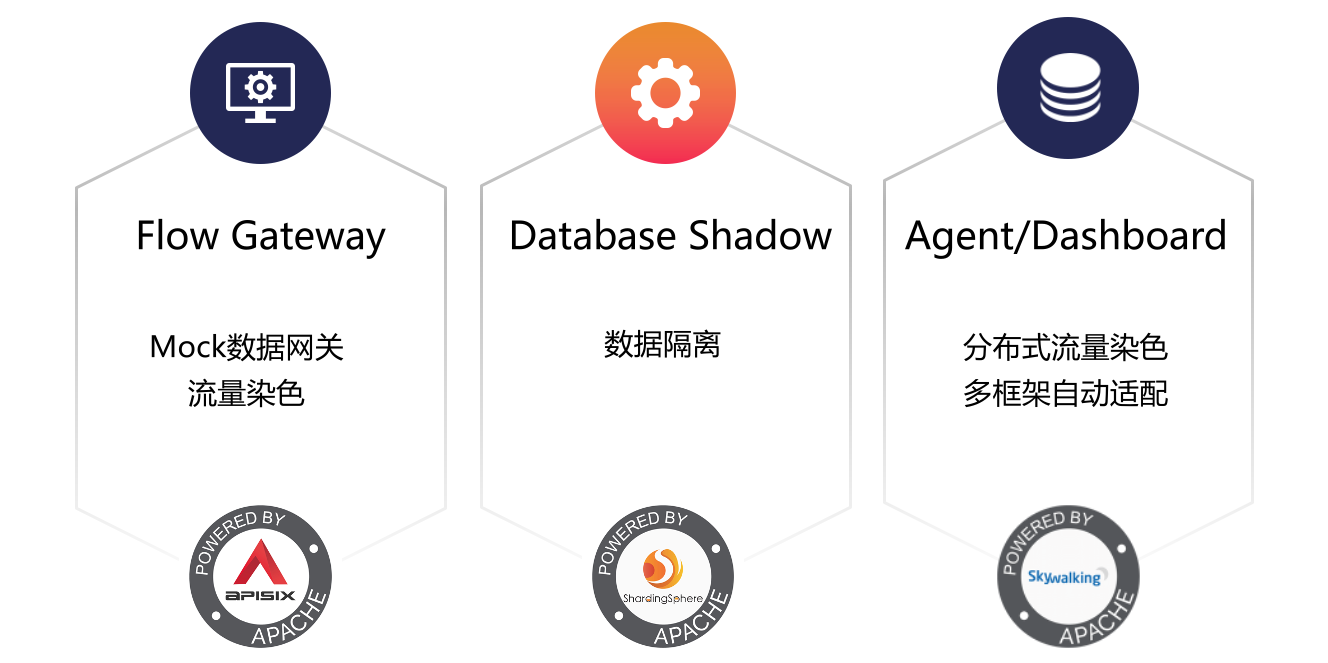 Flow Gateway
Mock数据网关
流量染色
POWERED BY
APISIX
APACHE
Database Shadow
数据隔离
POWERED BY
ShardingSphere
APACHE
Agent/Dashboard
分布式流量染色
多框架自动适配
POWERED BY
Skywalking
APACHE